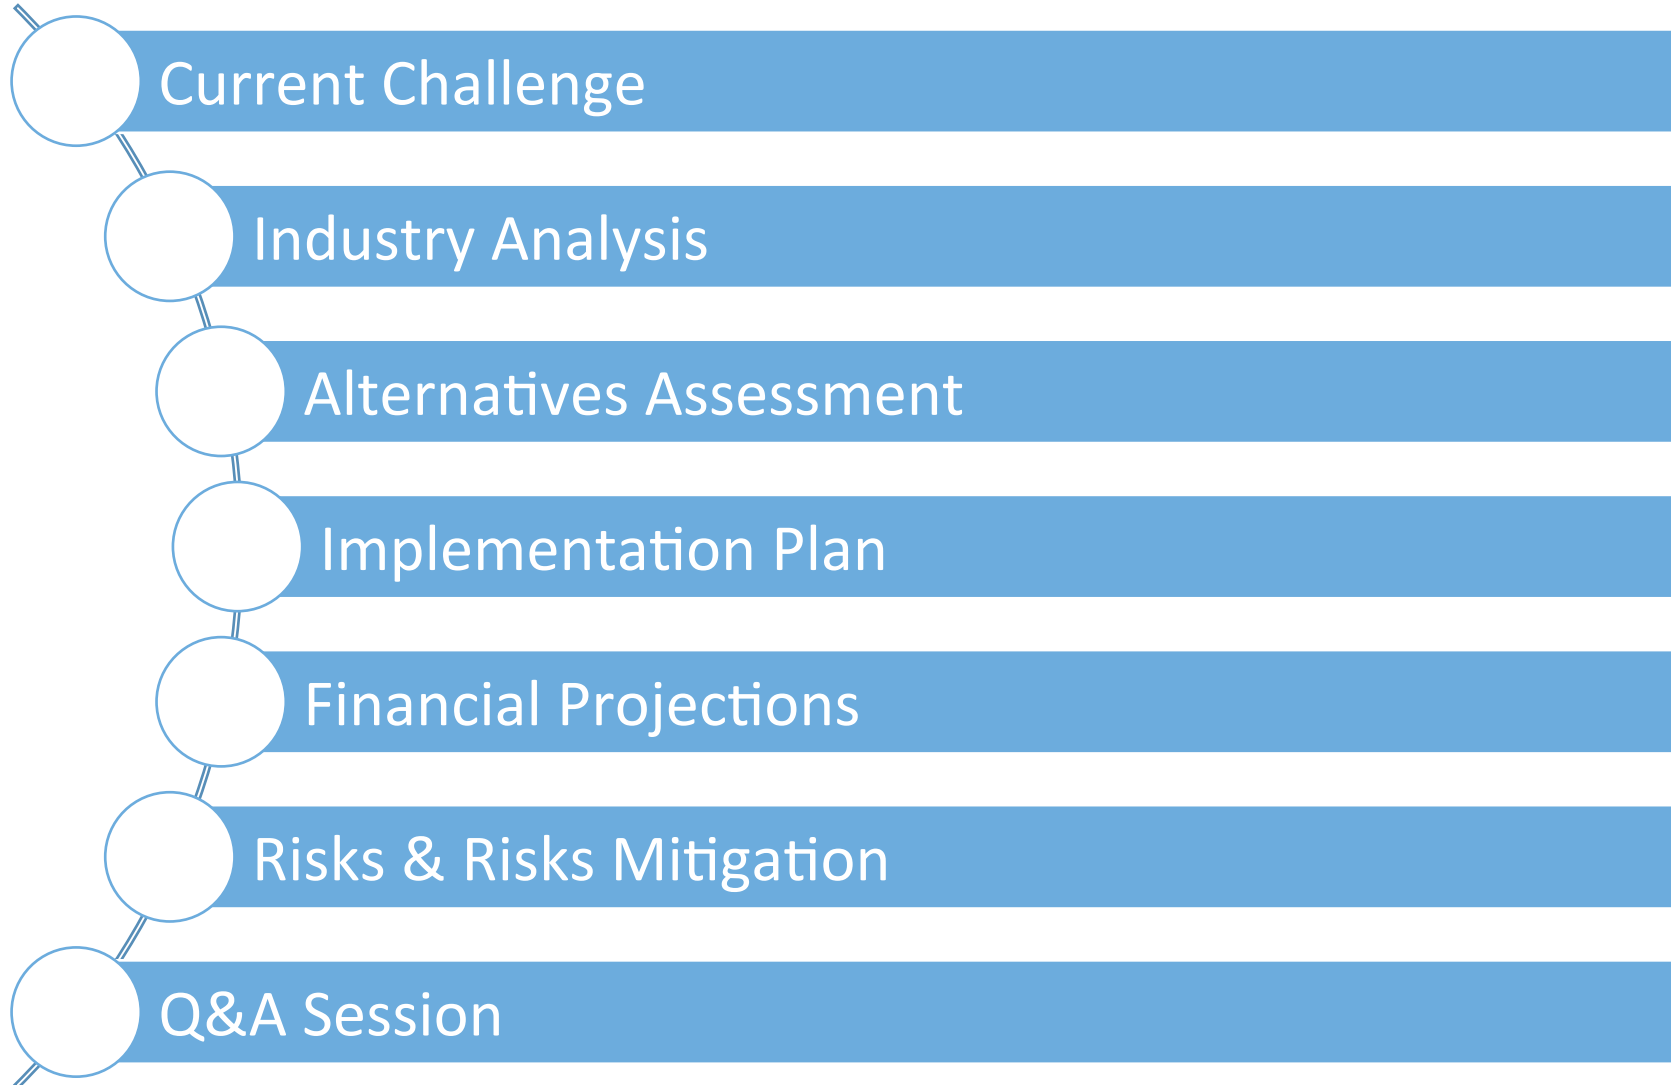 Current Challenge
Industry Analysis
Alternatives Assessment
Implementation Plan
Financial Projections
Risks & Risks Mitigation
Q&A Session